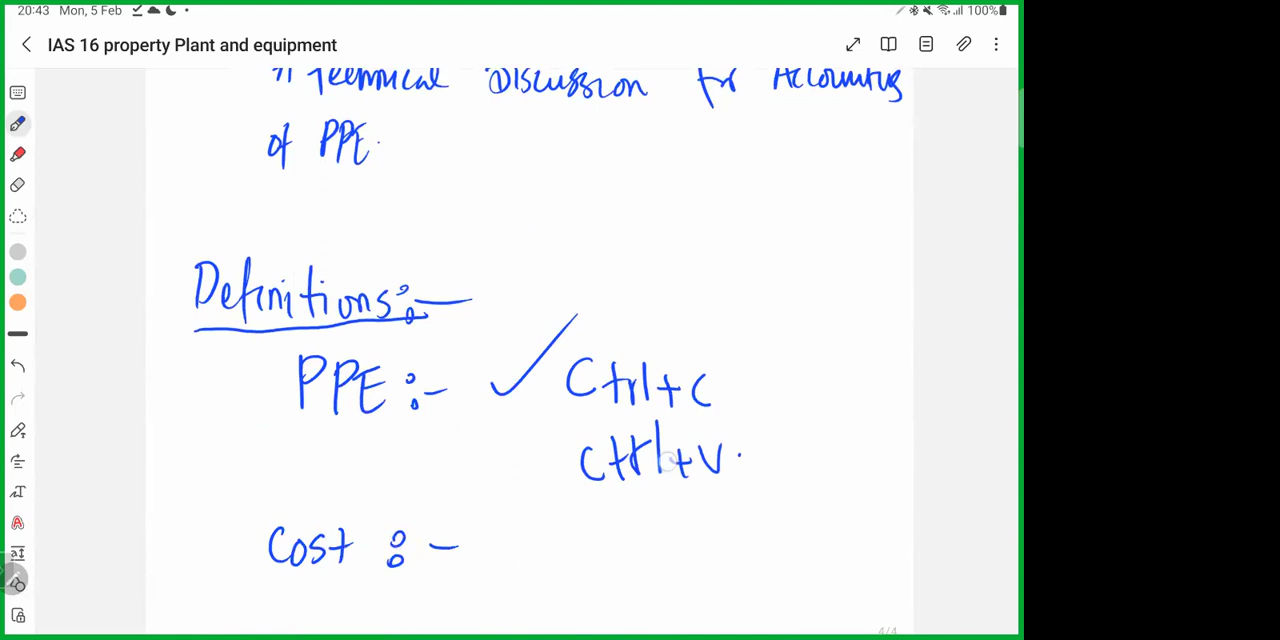 20:43 Mon, 5 Feb
100%
IAS 16 property Plant and equipment
Technical Discussion for Accounting
of PPE.
Definitions:-
PPE :- ✓ Ctrl+C
Ctrl+V.
Cost :-
4/4